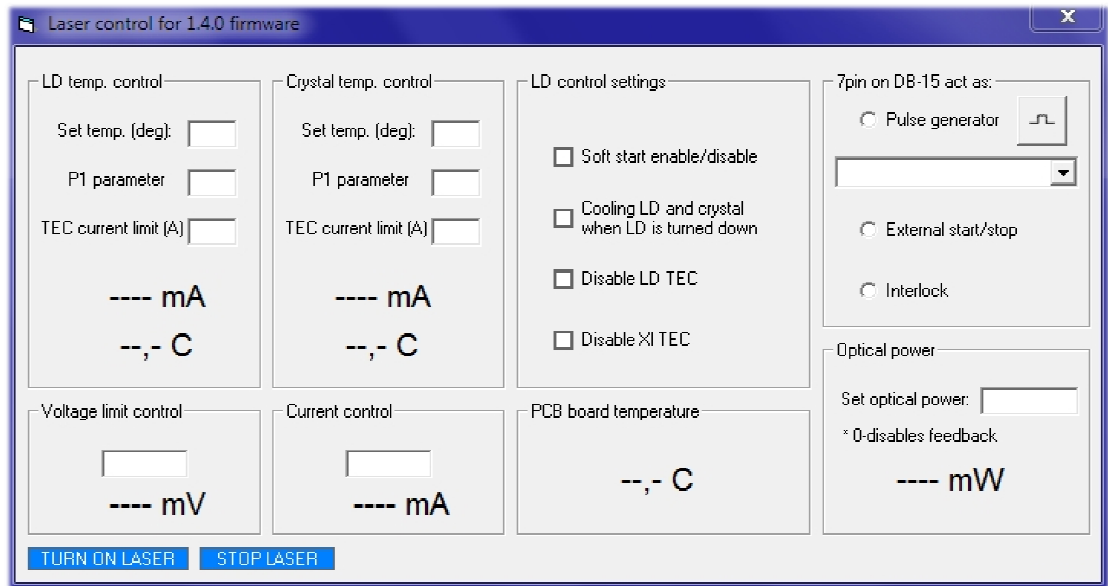 Laser control for 1.4.0 firmware
x
LD temp. control
Set temp. (deg):
P1 parameter
TEC current limit (A)
---- mA
--,- C
Crystal temp. control
Set temp. (deg):
P1 parameter
TEC current limit (A)
---- mA
--,- C
LD control settings
Soft start enable/disable
Cooling LD and crystal
when LD is turned down
Disable LD TEC
Disable XI TEC
7pin on DB-15 act as:
Pulse generator
External start/stop
Interlock
Voltage limit control
---- mV
Current control
---- mA
PCB board temperature
--,- C
Optical power
Set optical power:
* 0-disables feedback
---- mW
TURN ON LASER
STOP LASER